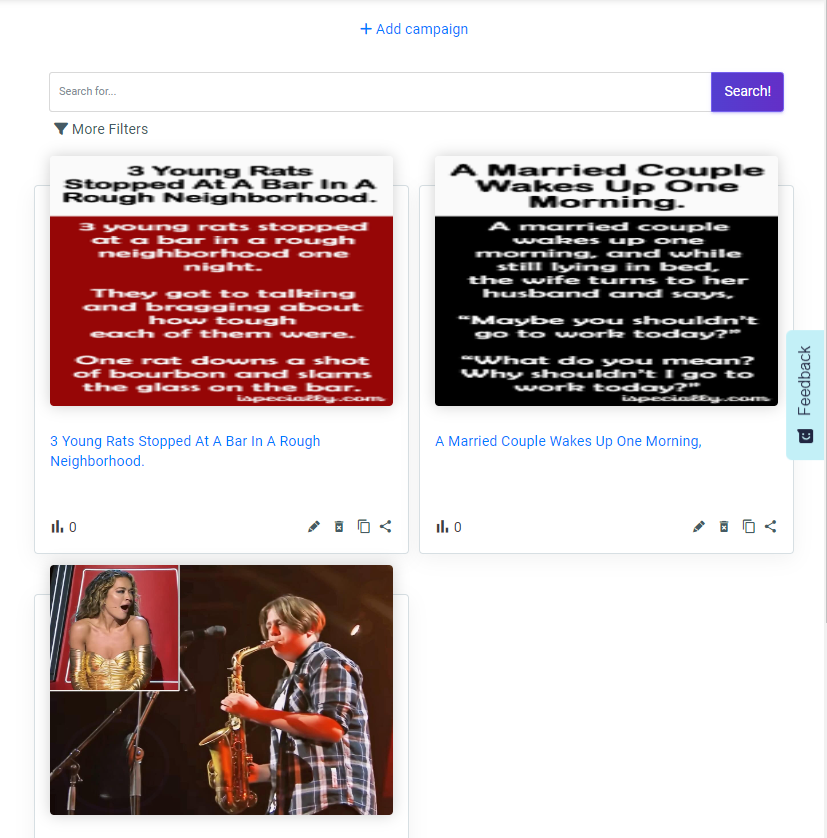 + Add campaign
Search for...
Search!
More Filters
3 Young Rats
Stopped At A Bar In A
Rough Neighborhood.
3 young rats stopped
at a bar in a rough
neighborhood one
night.
They got to talking
and bragging about
how tough
each of them were.
One rat downs a shot
of bourbon and slams
the glass on the bar.
ispecially.com
3 Young Rats Stopped At A Bar In A Rough
Neighborhood.
0
A Married Couple
Wakes Up One
Morning.
A married couple
wakes up one
morning, and while
still lying in bed,
the wife turns to her
husband and says,
“Maybe you shouldn’t
go to work today?”
“What do you mean?
Why shouldn’t I go to
work today?”
ispecially.com
A Married Couple Wakes Up One Morning,
0
Feedback